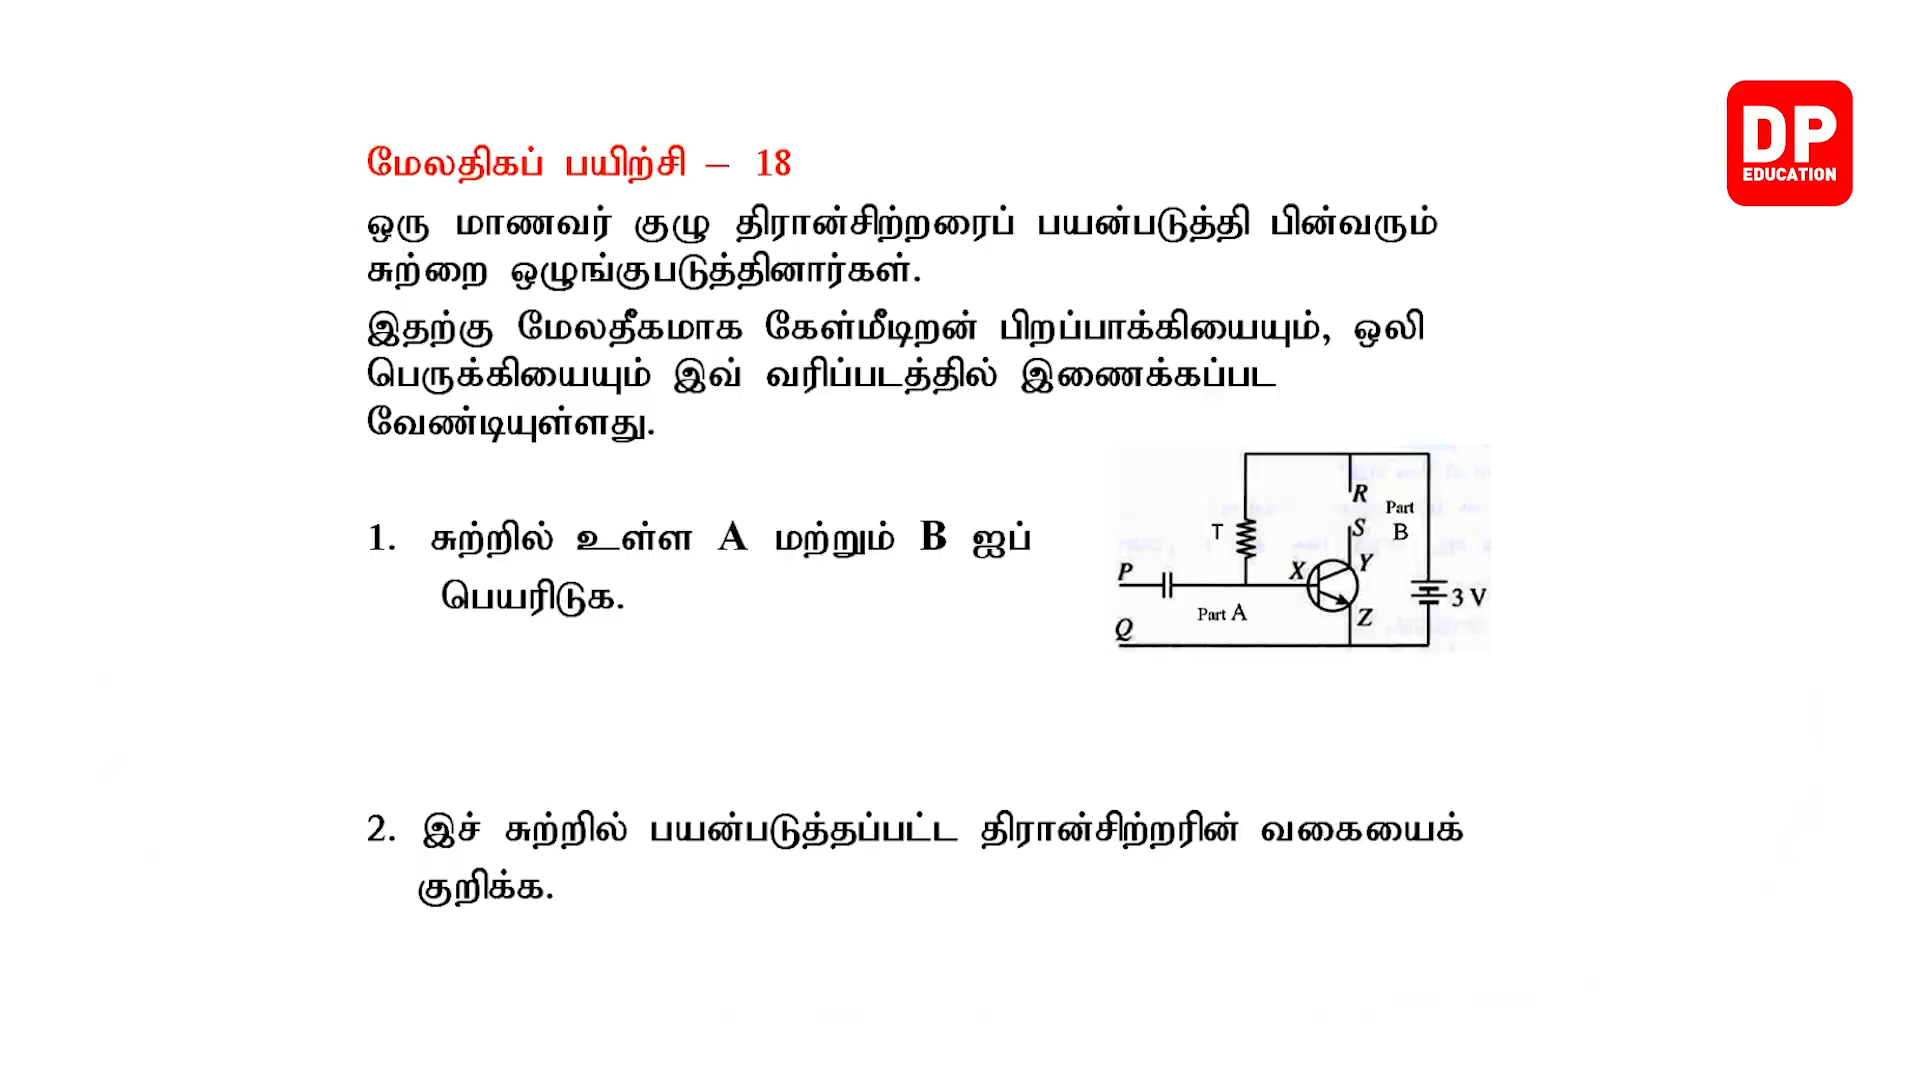 DP
EDUCATION
மேலதிகப் பயிற்சி – 18
ஒரு மாணவர் குழு திரான்சிற்றரைப் பயன்படுத்தி பின்வரும்
சுற்றை ஒழுங்குபடுத்தினார்கள்.
இதற்கு மேலதீகமாக கேள்மீடிறன் பிறப்பாக்கியையும், ஒலி
பெருக்கியையும் இவ் வரிப்படத்தில் இணைக்கப்பட
வேண்டியுள்ளது.
1. சுற்றில் உள்ள A மற்றும் B ஐப்
பெயரிடுக.
R
Part
B
T
S
Y
P
X
3 V
Part A
Z
Q
2. இச் சுற்றில் பயன்படுத்தப்பட்ட திரான்சிற்றரின் வகையைக்
குறிக்க.